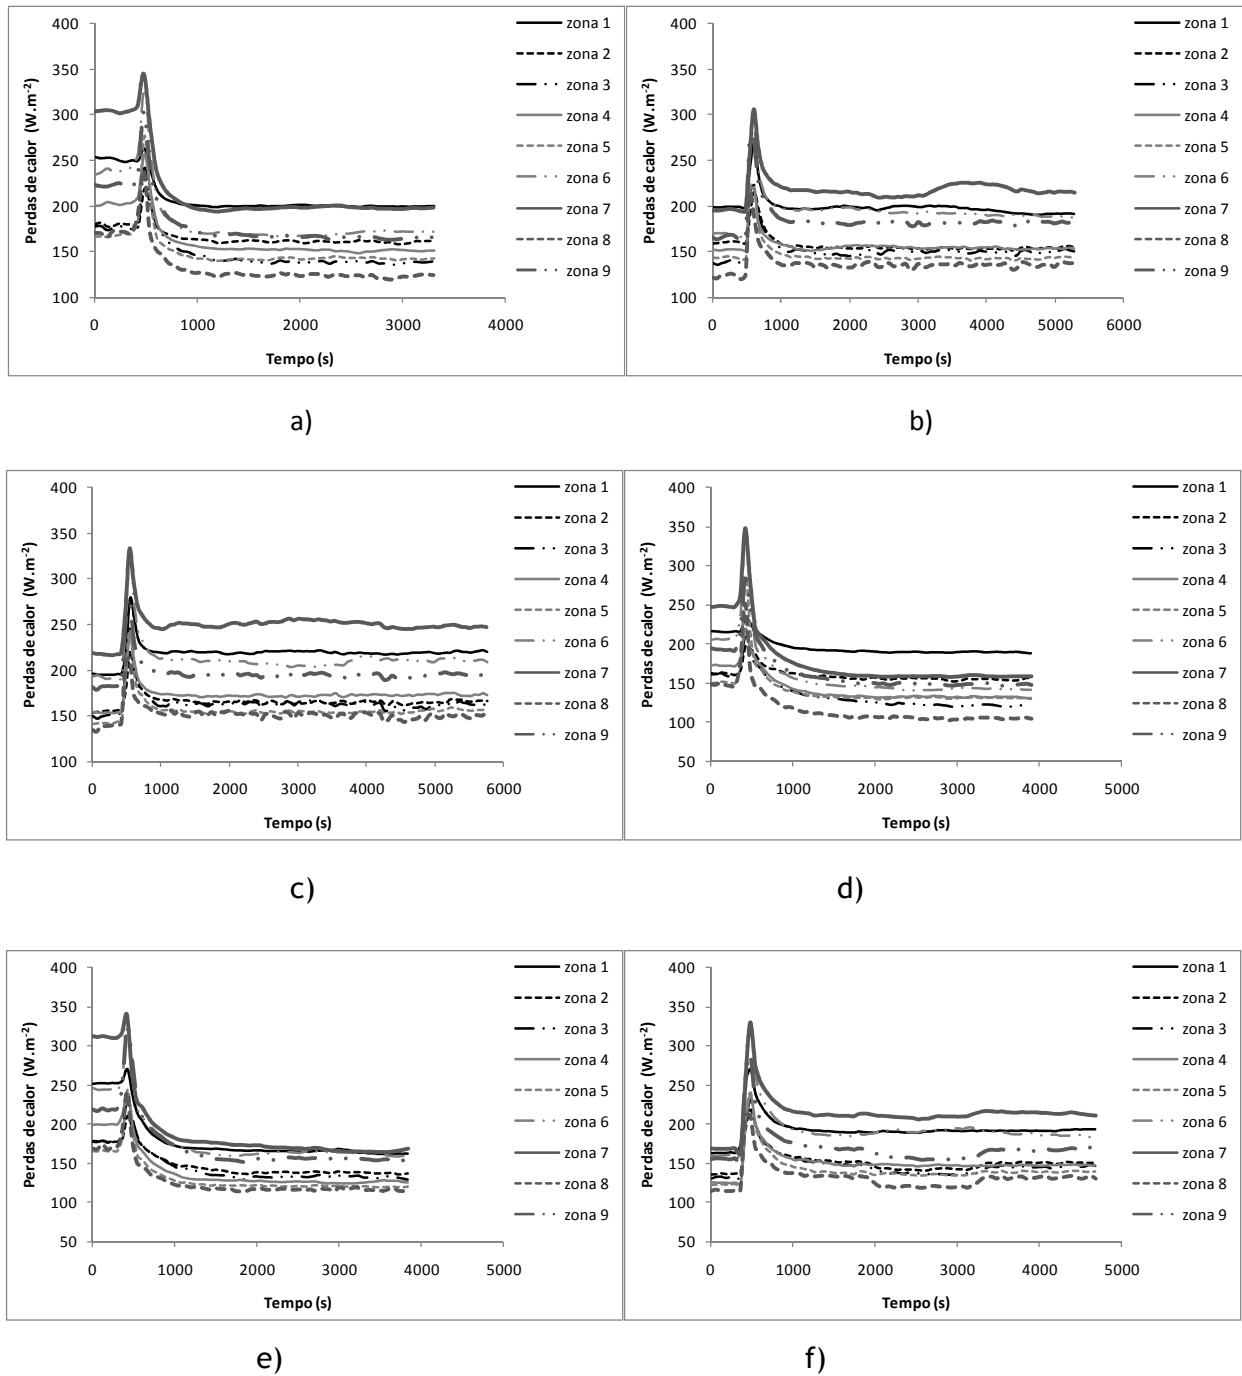 Perdas de calor (W.m⁻²)
400
350
300
250
200
150
100
0
1000
2000
3000
4000
Tempo (s)
zona 1
zona 2
zona 3
zona 4
zona 5
zona 6
zona 7
zona 8
zona 9
a)
Perdas de calor (W.m⁻²)
400
350
300
250
200
150
100
0
1000
2000
3000
4000
5000
6000
Tempo (s)
zona 1
zona 2
zona 3
zona 4
zona 5
zona 6
zona 7
zona 8
zona 9
b)
Perdas de calor (W.m⁻²)
400
350
300
250
200
150
100
0
1000
2000
3000
4000
5000
6000
Tempo (s)
zona 1
zona 2
zona 3
zona 4
zona 5
zona 6
zona 7
zona 8
zona 9
c)
Perdas de calor (W.m⁻²)
400
350
300
250
200
150
100
50
0
1000
2000
3000
4000
5000
Tempo (s)
zona 1
zona 2
zona 3
zona 4
zona 5
zona 6
zona 7
zona 8
zona 9
d)
Perdas de calor (W.m⁻²)
400
350
300
250
200
150
100
50
0
1000
2000
3000
4000
5000
Tempo (s)
zona 1
zona 2
zona 3
zona 4
zona 5
zona 6
zona 7
zona 8
zona 9
e)
Perdas de calor (W.m⁻²)
400
350
300
250
200
150
100
50
0
1000
2000
3000
4000
5000
Tempo (s)
zona 1
zona 2
zona 3
zona 4
zona 5
zona 6
zona 7
zona 8
zona 9
f)